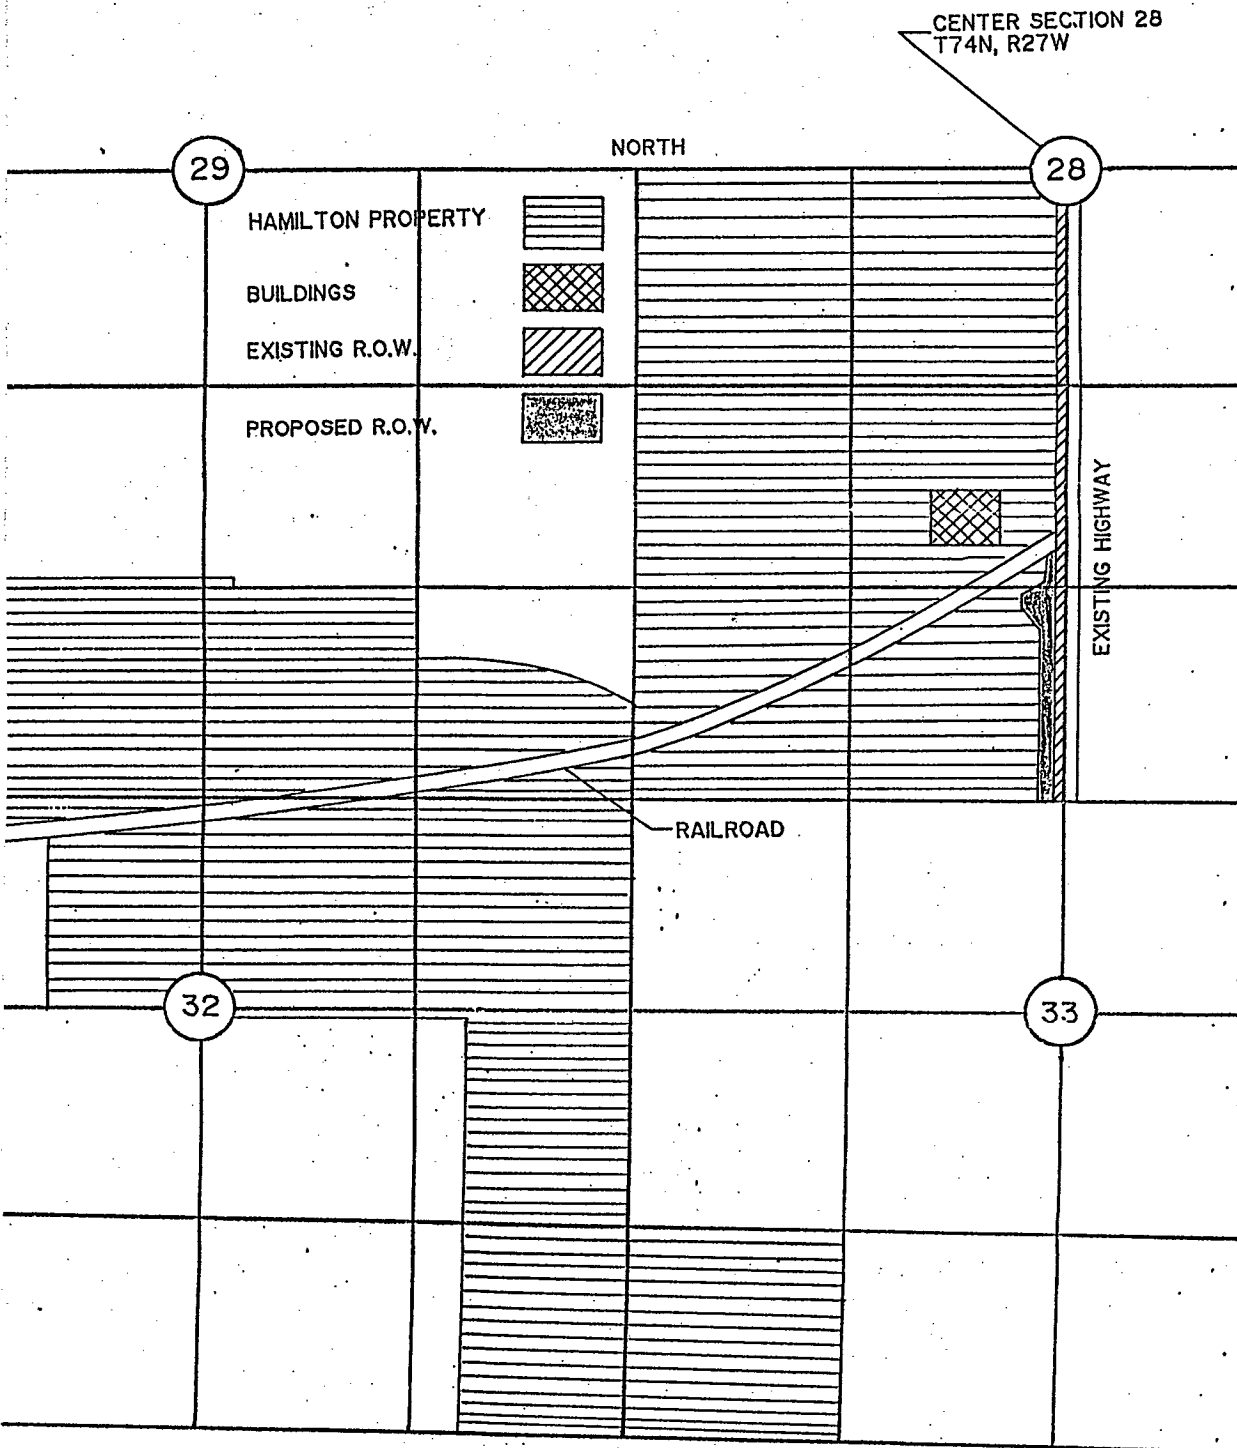 CENTER SECTION 28
T74N, R27W
NORTH
29
28
HAMILTON PROPERTY
BUILDINGS
EXISTING R.O.W.
PROPOSED R.O.W.
EXISTING HIGHWAY
RAILROAD
32
33